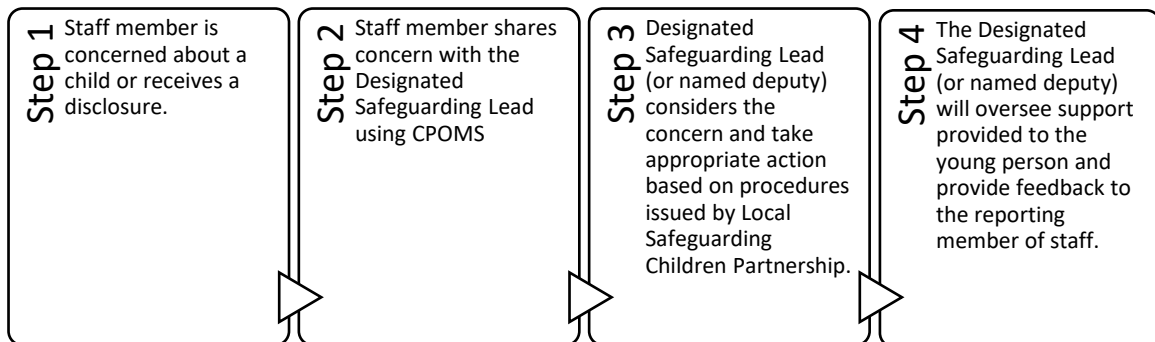 Step 1
Staff member is
concerned about a
child or receives a
disclosure.
Step 2
Staff member shares
concern with the
Designated
Safeguarding Lead
using CPOMS
Step 3
Designated
Safeguarding Lead
(or named deputy)
considers the
concern and take
appropriate action
based on procedures
issued by Local
Safeguarding
Children Partnership.
Step 4
The Designated
Safeguarding Lead
(or named deputy)
will oversee support
provided to the
young person and
provide feedback to
the reporting
member of staff.